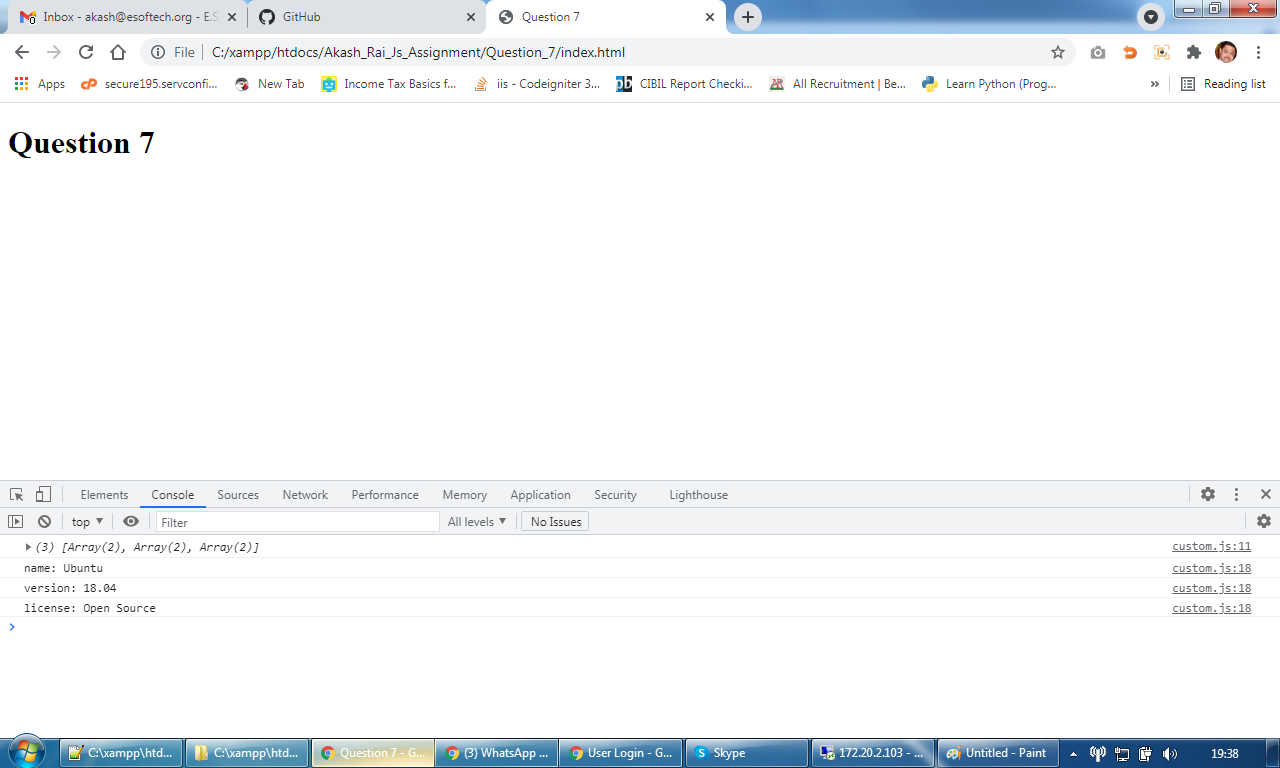 Inbox - akash@esoftech.org - E.S
GitHub
Question 7
File C:/xampp/htdocs/Akash_Rai_Js_Assignment/Question_7/index.html
Apps secure195.servconfi... New Tab Income Tax Basics f... iis - Codeigniter 3... CIBIL Report Checki... All Recruitment | Be... Learn Python (Prog... » Reading list
Question 7
Elements Console Sources Network Performance Memory Application Security Lighthouse
top Filter All levels No Issues
(3) [Array(2), Array(2), Array(2)] custom.js:11
name: Ubuntu custom.js:18
version: 18.04 custom.js:18
license: Open Source custom.js:18
C:\xampp\htd... C:\xampp\htd... Question 7 - G... (3) WhatsApp ... User Login - G... Skype 172.20.2.103 - ... Untitled - Paint 19:38